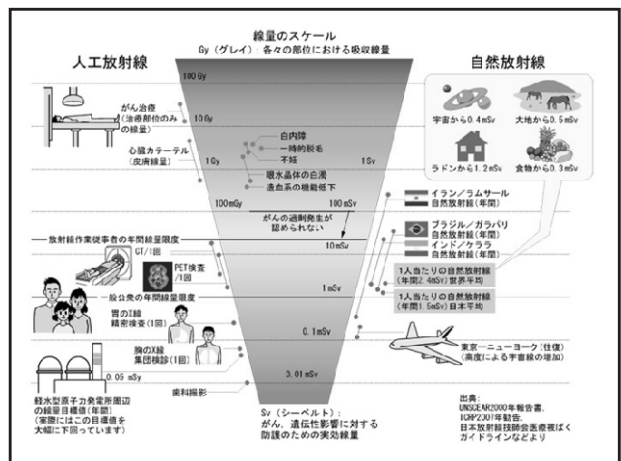 線量のスケール
Gy（グレイ）：各々の部位における吸収線量
人工放射線
自然放射線
100 Gy
がん治療
（治療部位のみ
の線量）
10 Gy
心臓カテーテル
（皮膚線量）
1 Gy
白内障
一時的脱毛
不妊
眼水晶体の白濁
造血系の機能低下
1 Sv
宇宙から0.4mSv
大地から0.5mSv
ラドンから1.2mSv
食物から0.3mSv
100mGy
100 mSv
がんの過剰発生が
認められない
イラン／ラムサール
自然放射線（年間）
ブラジル／ガラパリ
自然放射線（年間）
インド／ケララ
自然放射線（年間）
10mSv
放射線作業従事者の年間線量限度
CT/1回
PET検査
/1回
1mSv
1人当たりの自然放射線
（年間2.4mSv）世界平均
1人当たりの自然放射線
（年間1.5mSv）日本平均
一般公衆の年間線量限度
胃のX線
精密検査（1回）
0.1mSv
東京―ニューヨーク（往復）
（高度による宇宙線の増加）
胸のX線
集団検診（1回）
0.05 mSv
0.01mSv
歯科撮影
軽水型原子力発電所周辺
の線量目標値（年間）
（実際にはこの目標値を
大幅に下回っています）
Sv（シーベルト）：
がん，遺伝性影響に対する
防護のための実効線量
出典：
UNSCEAR2000年報告書，
ICRP2007年勧告，
日本放射線技師会医療被ばく
ガイドラインなどより